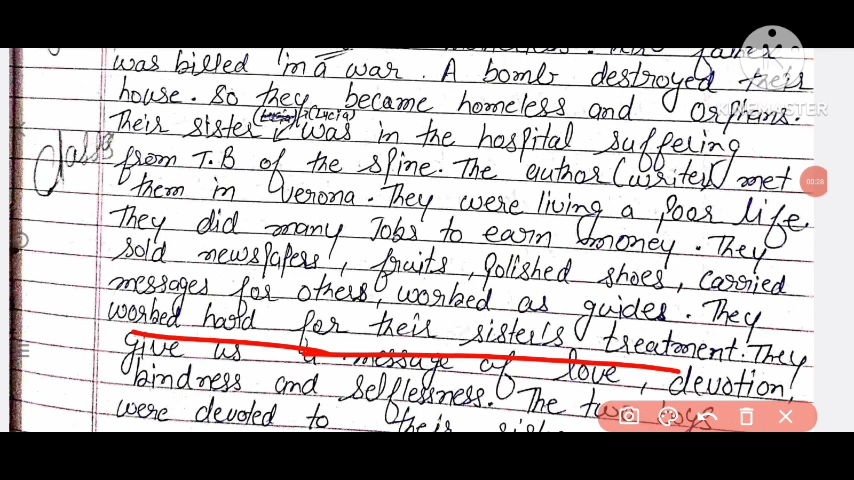 was killed in a war. A bomb destroyed their
house. So they became homeless and Orphans.
Their sister (Lucia) was in the hospital suffering
from T.B of the spine. The author (writer) met
them in Verona. They were living a poor life.
They did many Jobs to earn money. They
sold newspapers, fruits, polished shoes, carried
messages for others, worked as guides. They
worked hard for their sister's treatment. They
give us a message of love, devotion,
kindness and selflessness. The two boys
were devoted to their
KINEMASTER
00:28